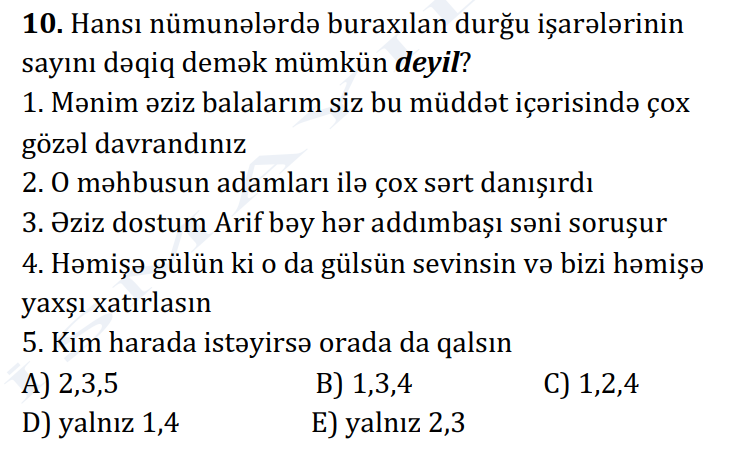 10. Hansı nümunələrdə buraxılan durğu işarələrinin
sayını dəqiq demək mümkün deyil?
1. Mənim əziz balalarım siz bu müddət içərisində çox
gözəl davrandınız
2. O məhbusun adamları ilə çox sərt danışırdı
3. Əziz dostum Arif bəy hər addımbaşı səni soruşur
4. Həmişə gülün ki o da gülsün sevinsin və bizi həmişə
yaxşı xatırlasın
5. Kim harada istəyirsə orada da qalsın
A) 2,3,5 B) 1,3,4 C) 1,2,4
D) yalnız 1,4 E) yalnız 2,3